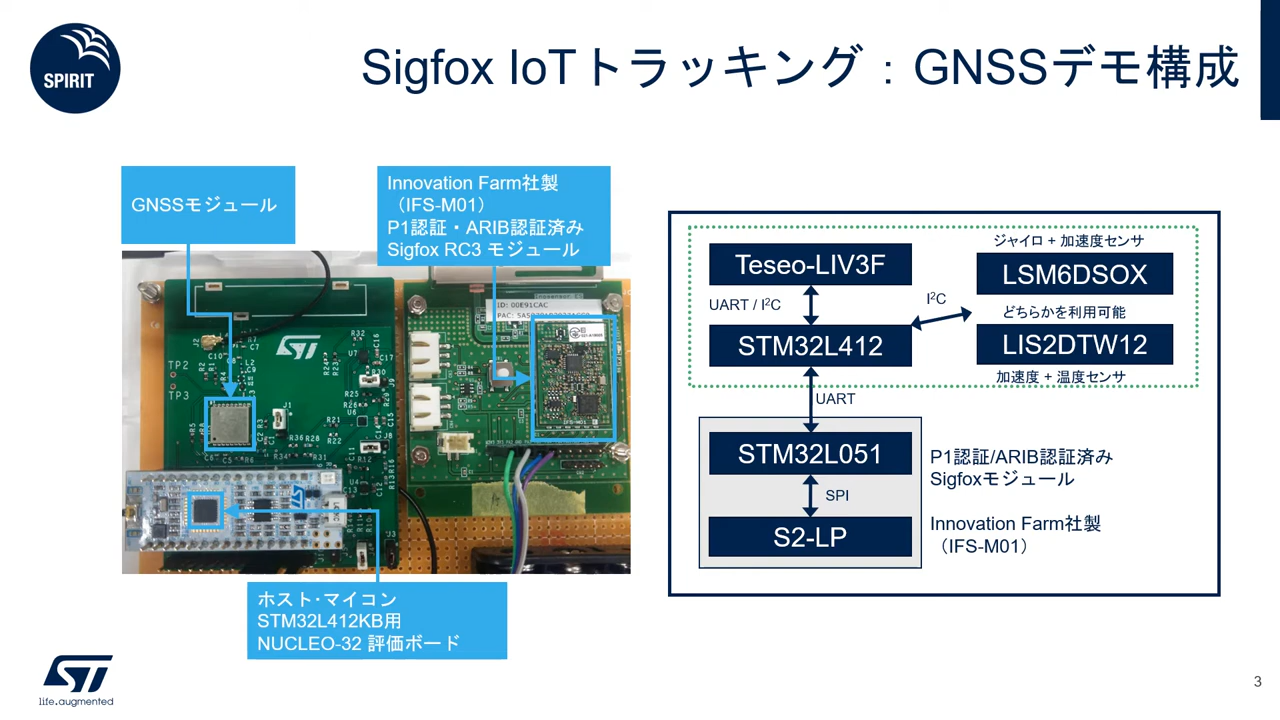 SPIRIT
Sigfox IoTトラッキング：GNSSデモ構成
GNSSモジュール
Innovation Farm社製
（IFS-M01）
P1認証・ARIB認証済み
Sigfox RC3 モジュール
ID: 00E91CAC
TP2
TP3
J1
IFS-M01
ホスト･マイコン
STM32L412KB用
NUCLEO-32 評価ボード
ジャイロ + 加速度センサ
Teseo-LIV3F
LSM6DSOX
UART / I²C
I²C
どちらかを利用可能
STM32L412
LIS2DTW12
加速度 + 温度センサ
UART
STM32L051
P1認証/ARIB認証済み
Sigfoxモジュール
SPI
S2-LP
Innovation Farm社製
（IFS-M01）
ST
life.augmented
3